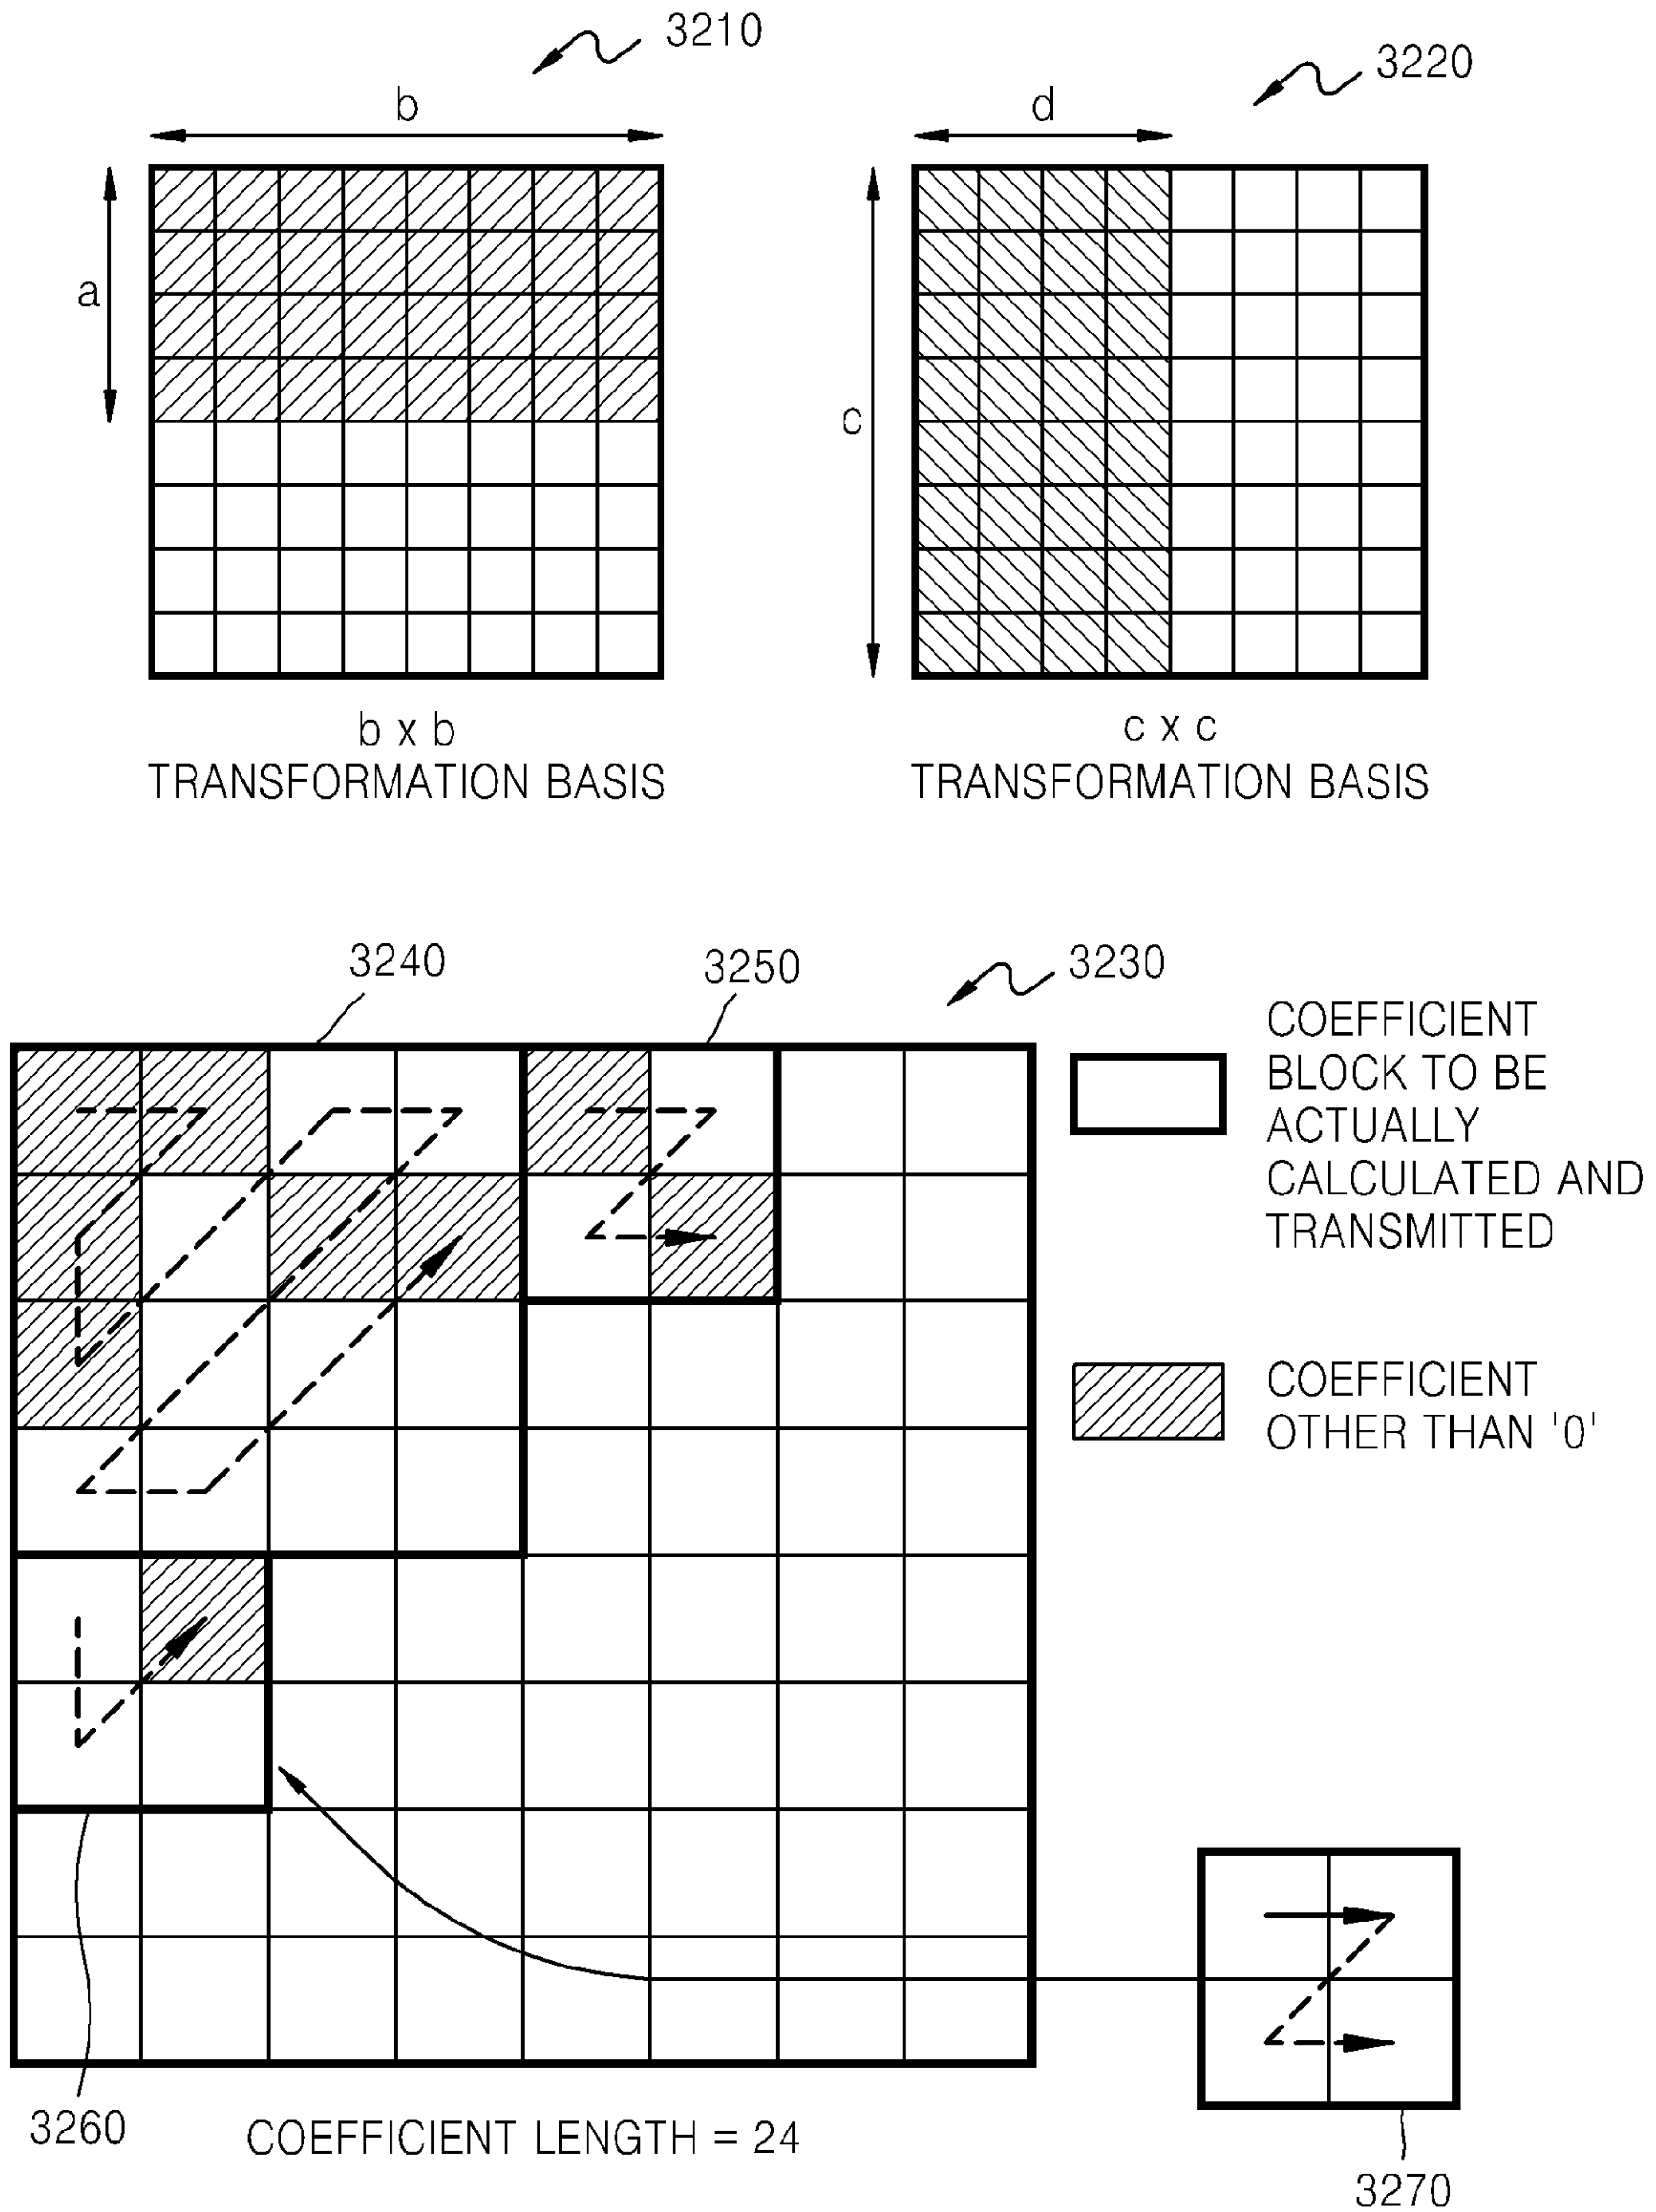 3210
3220
b
d
a
c
b x b
TRANSFORMATION BASIS
c x c
TRANSFORMATION BASIS
3240
3250
3230
COEFFICIENT
BLOCK TO BE
ACTUALLY
CALCULATED AND
TRANSMITTED
COEFFICIENT
OTHER THAN '0'
3260
COEFFICIENT LENGTH = 24
3270